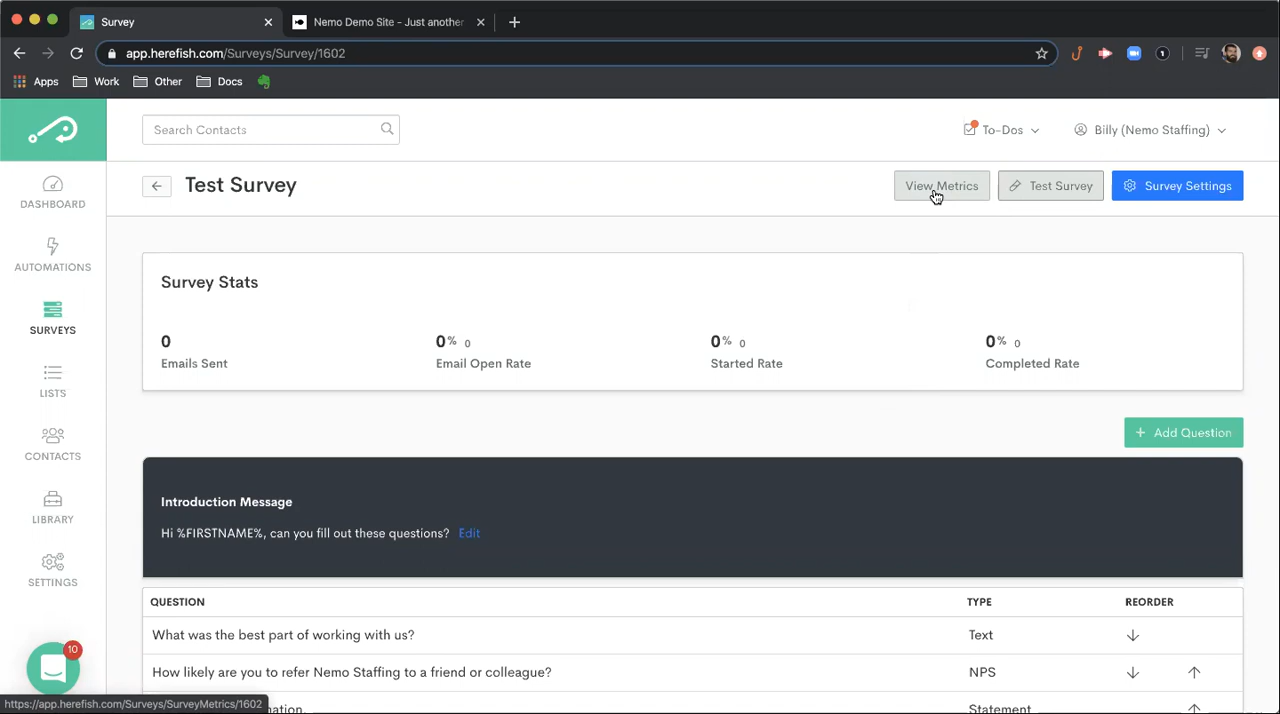 Survey
Nemo Demo Site - Just another
app.herefish.com/Surveys/Survey/1602
Apps
Work
Other
Docs
Search Contacts
To-Dos
Billy (Nemo Staffing)
Test Survey
View Metrics
Test Survey
Survey Settings
DASHBOARD
AUTOMATIONS
SURVEYS
LISTS
CONTACTS
LIBRARY
SETTINGS
10
Survey Stats
0
0% 0
0% 0
0% 0
Emails Sent
Email Open Rate
Started Rate
Completed Rate
+ Add Question
Introduction Message
Hi %FIRSTNAME%, can you fill out these questions? Edit
QUESTION TYPE REORDER
What was the best part of working with us? Text
How likely are you to refer Nemo Staffing to a friend or colleague? NPS
Statement
https://app.herefish.com/Surveys/SurveyMetrics/1602